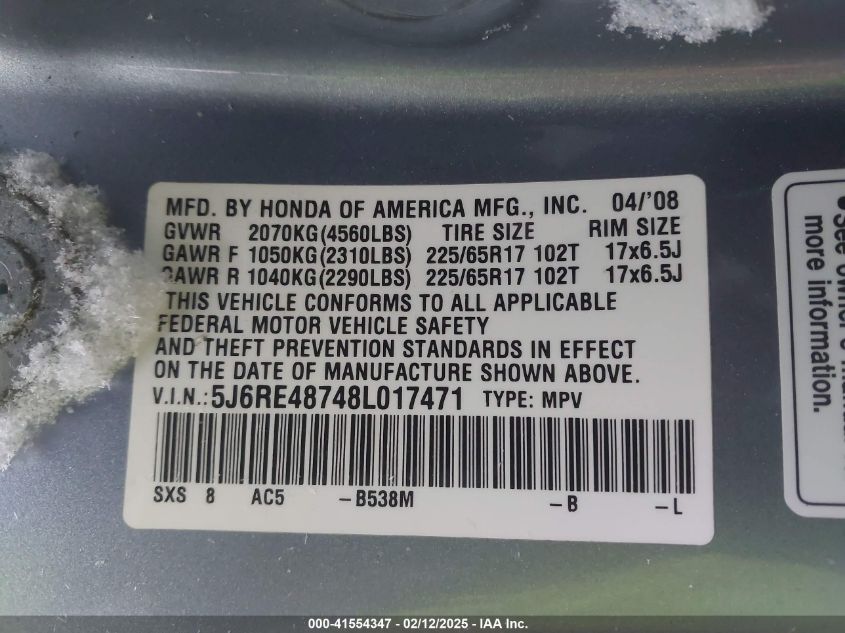 MFD. BY HONDA OF AMERICA MFG., INC. 04/'08
GVWR 2070KG(4560LBS) TIRE SIZE RIM SIZE
GAWR F 1050KG(2310LBS) 225/65R17 102T 17x6.5J
GAWR R 1040KG(2290LBS) 225/65R17 102T 17x6.5J
THIS VEHICLE CONFORMS TO ALL APPLICABLE
FEDERAL MOTOR VEHICLE SAFETY
AND THEFT PREVENTION STANDARDS IN EFFECT
ON THE DATE OF MANUFACTURE SHOWN ABOVE.
V.I.N.: 5J6RE48748L017471 TYPE: MPV
SXS 8 AC5 -B538M -B -L
• See owner's
more information.
000-41554347 - 02/12/2025 - IAA Inc.